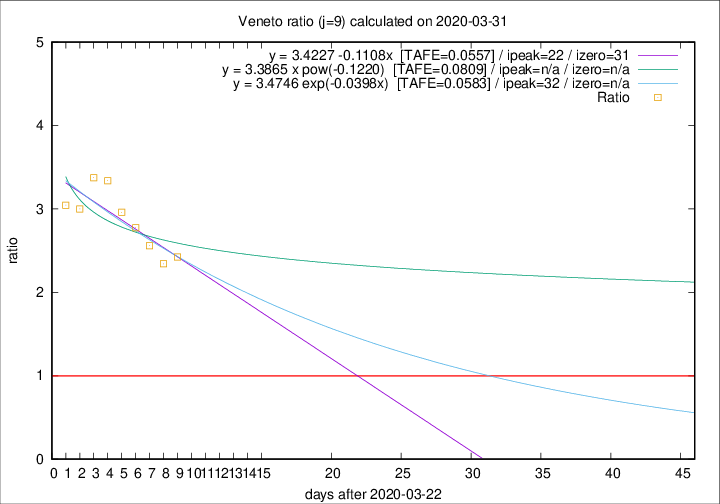 Veneto ratio (j=9) calculated on 2020-03-31
y = 3.4227 -0.1108x [TAFE=0.0557] / ipeak=22 / izero=31
y = 3.3865 x pow(-0.1220) [TAFE=0.0809] / ipeak=n/a / izero=n/a
y = 3.4746 exp(-0.0398x) [TAFE=0.0583] / ipeak=32 / izero=n/a
Ratio
5
4
3
2
1
0
ratio
0 1 2 3 4 5 6 7 8 9 10 11 12 13 14 15 20 25 30 35 40 45
days after 2020-03-22